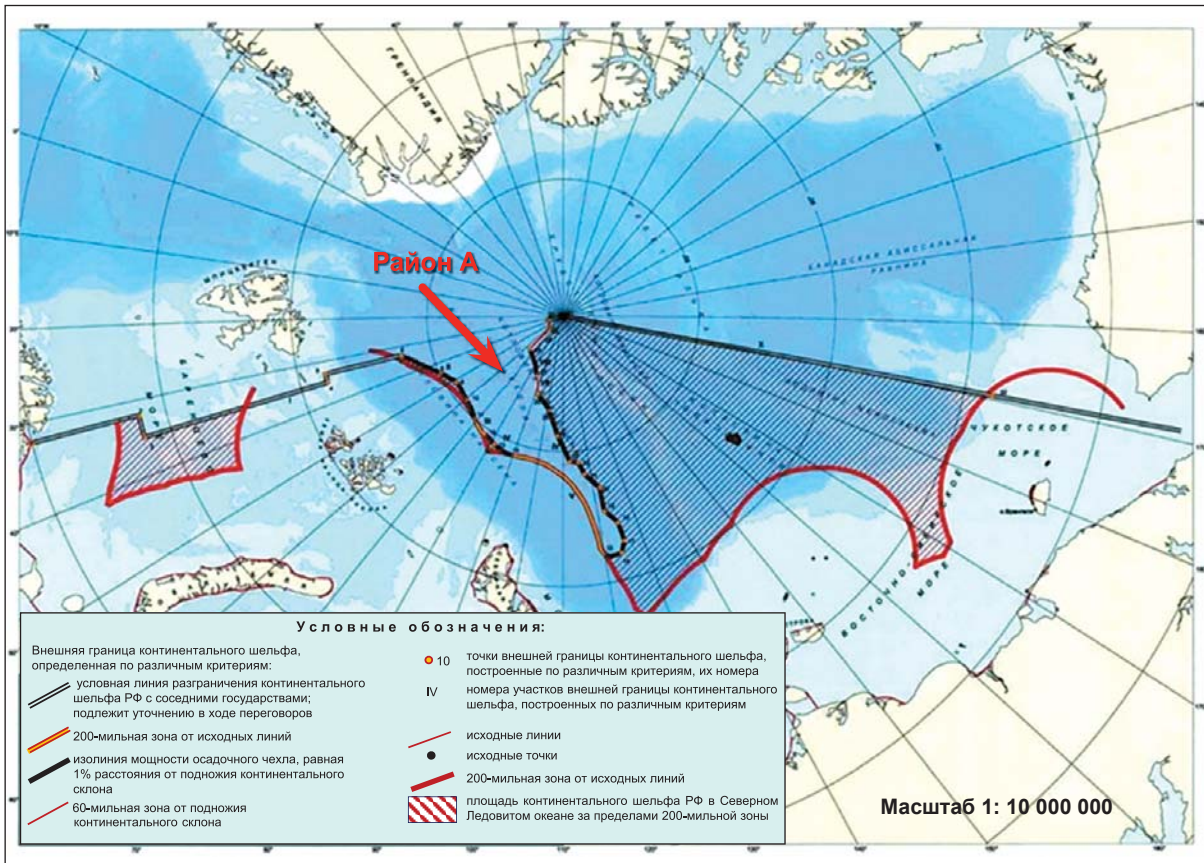 ГРЕНЛАНДИЯ
ШПИЦБЕРГЕН
Район А
КАНАДСКАЯ АБИССАЛЬНАЯ
РАВНИНА
ЧУКОТСКОЕ
МОРЕ
ВОСТОЧНО-СИБИРСКОЕ
МОРЕ
Условные обозначения:
Внешняя граница континентального шельфа,
определенная по различным критериям:
условная линия разграничения континентального
шельфа РФ с соседними государствами;
подлежит уточнению в ходе переговоров
200-мильная зона от исходных линий
изолиния мощности осадочного чехла, равная
1% расстояния от подножия континентального
склона
60-мильная зона от подножия
континентального склона
10 точки внешней границы континентального шельфа,
построенные по различным критериям, их номера
IV номера участков внешней границы континентального
шельфа, построенных по различным критериям
исходные линии
исходные точки
200-мильная зона от исходных линий
площадь континентального шельфа РФ в Северном
Ледовитом океане за пределами 200-мильной зоны
Масштаб 1: 10 000 000